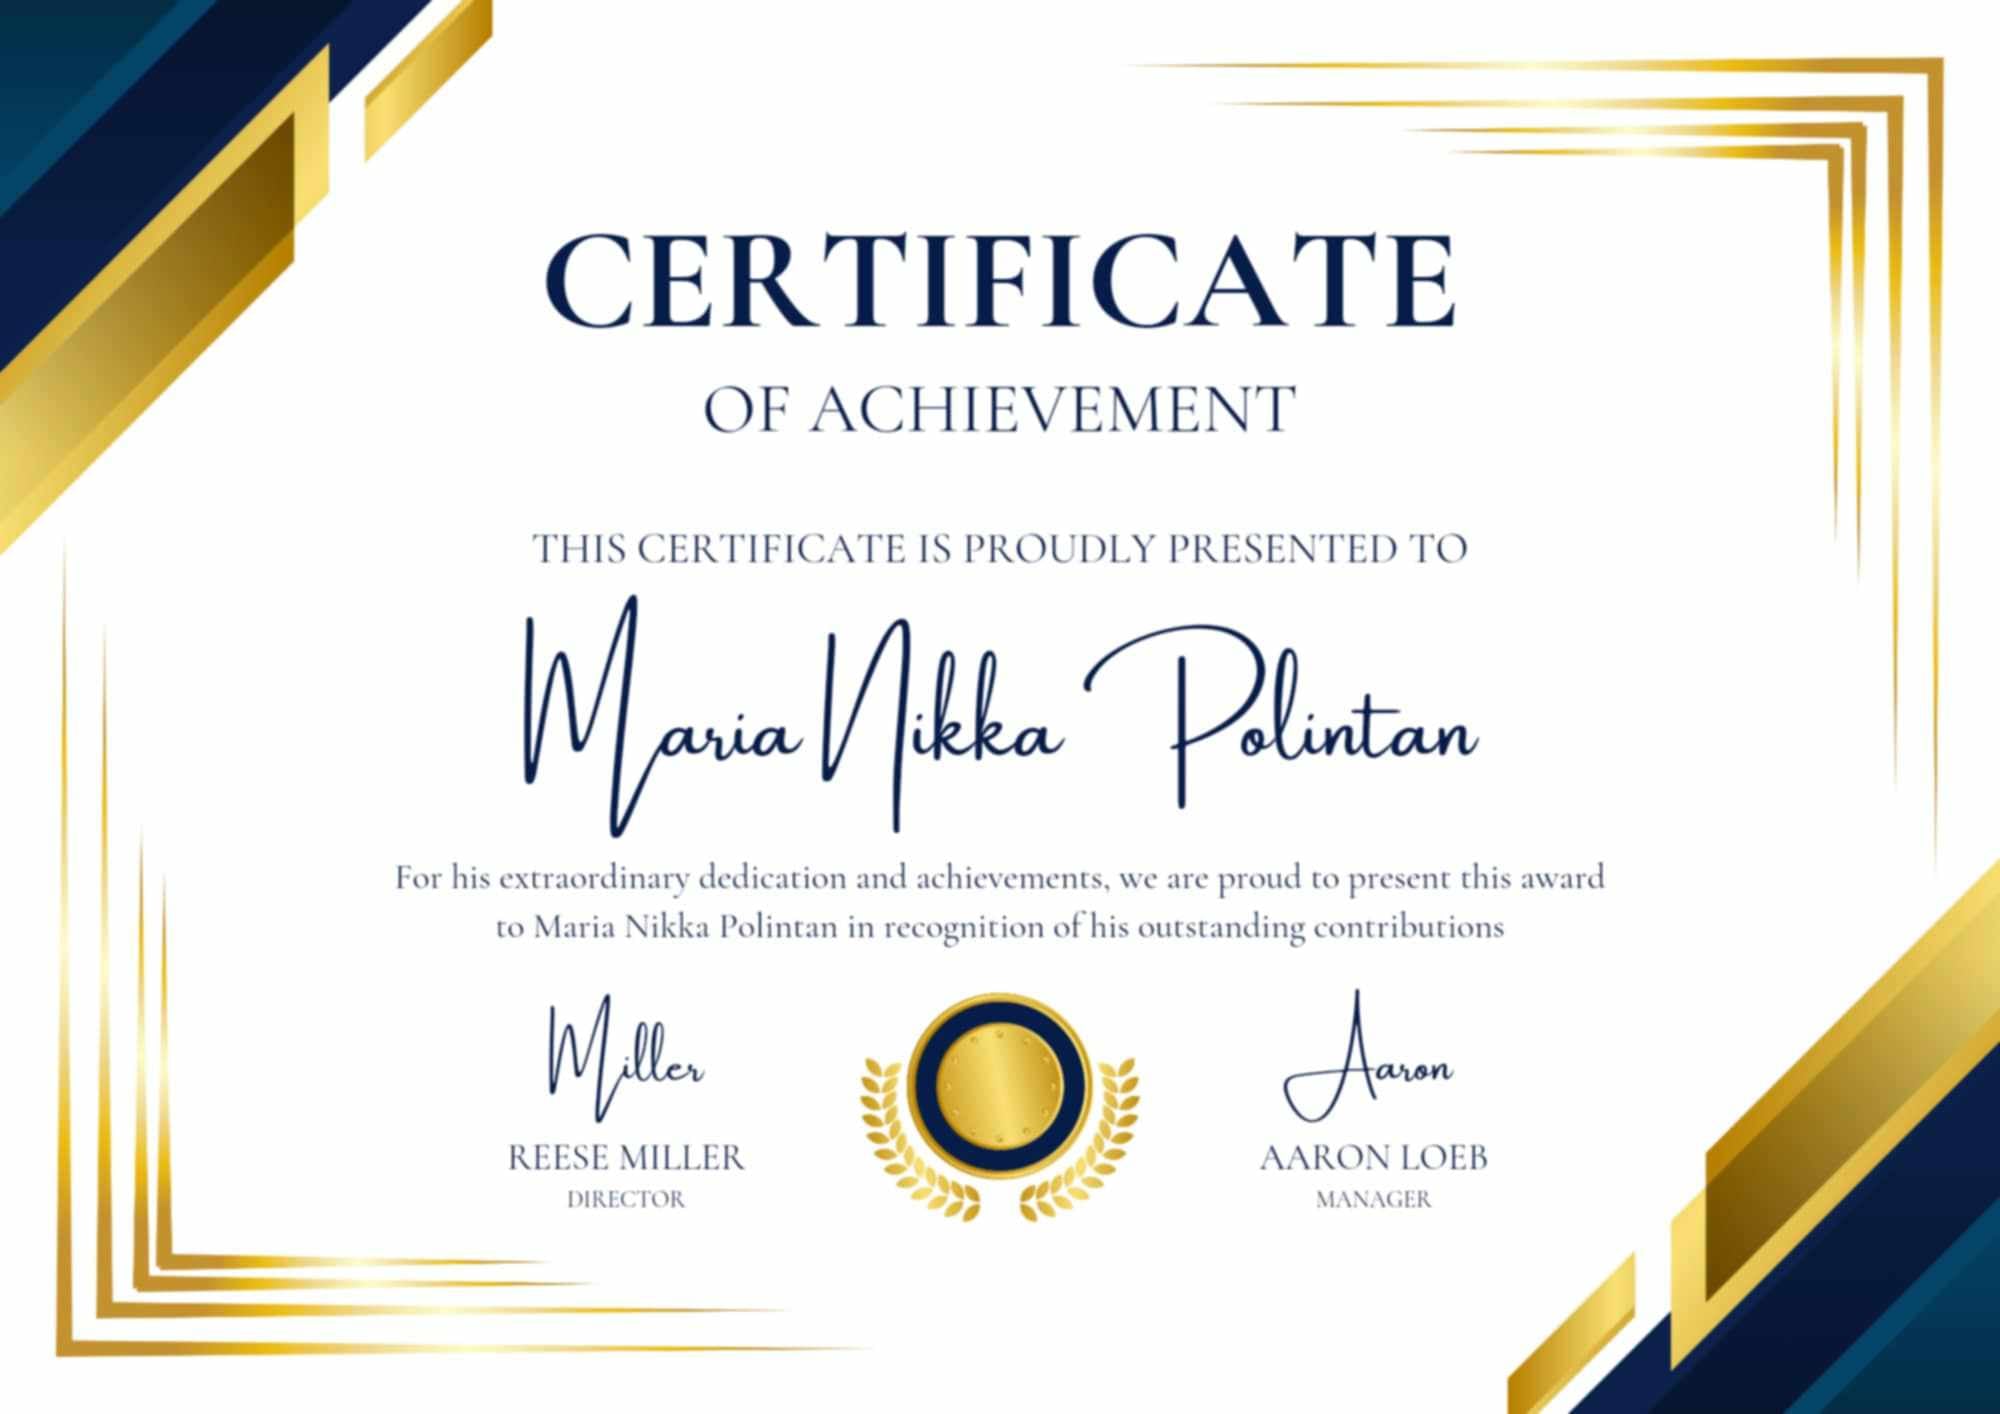 CERTIFICATE
OF ACHIEVEMENT
THIS CERTIFICATE IS PROUDLY PRESENTED TO
Maria Nikka Polintan
For his extraordinary dedication and achievements, we are proud to present this award
to Maria Nikka Polintan in recognition of his outstanding contributions
Miller
REESE MILLER
DIRECTOR
Aaron
AARON LOEB
MANAGER